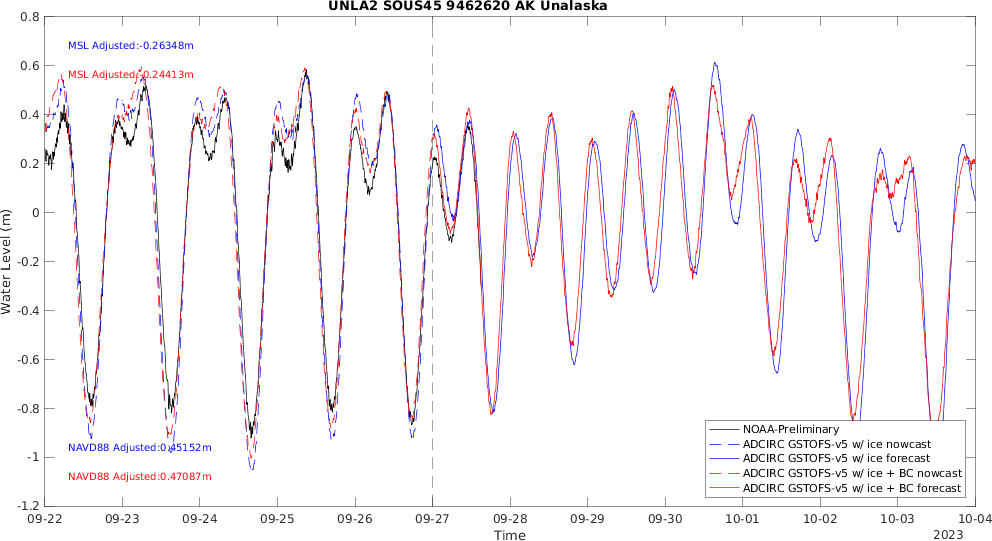 UNLA2 SOUS45 9462620 AK Unalaska
0.8
0.6
0.4
0.2
0
-0.2
-0.4
-0.6
-0.8
-1
-1.2
Water Level (m)
MSL Adjusted:-0.26348m
MSL Adjusted:-0.24413m
NAVD88 Adjusted:0.45152m
NAVD88 Adjusted:0.47087m
NOAA-Preliminary
ADCIRC GSTOFS-v5 w/ ice nowcast
ADCIRC GSTOFS-v5 w/ ice forecast
ADCIRC GSTOFS-v5 w/ ice + BC nowcast
ADCIRC GSTOFS-v5 w/ ice + BC forecast
09-22 09-23 09-24 09-25 09-26 09-27 09-28 09-29 09-30 10-01 10-02 10-03 10-04
Time
2023